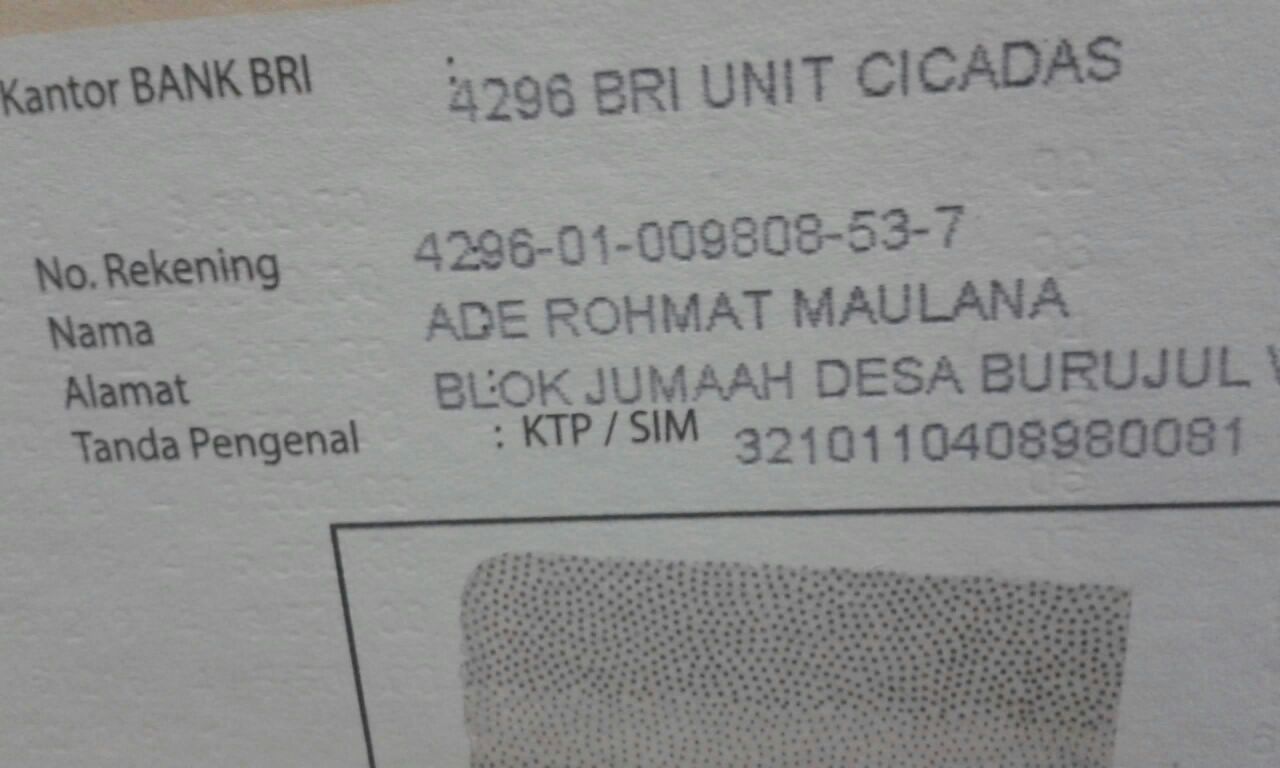 Kantor BANK BRI : 4296 BRI UNIT CICADAS
No. Rekening 4296-01-009808-53-7
Nama ADE ROHMAT MAULANA
Alamat : BLOK JUMAAH DESA BURUJUL
Tanda Pengenal : KTP / SIM 3210110408980081